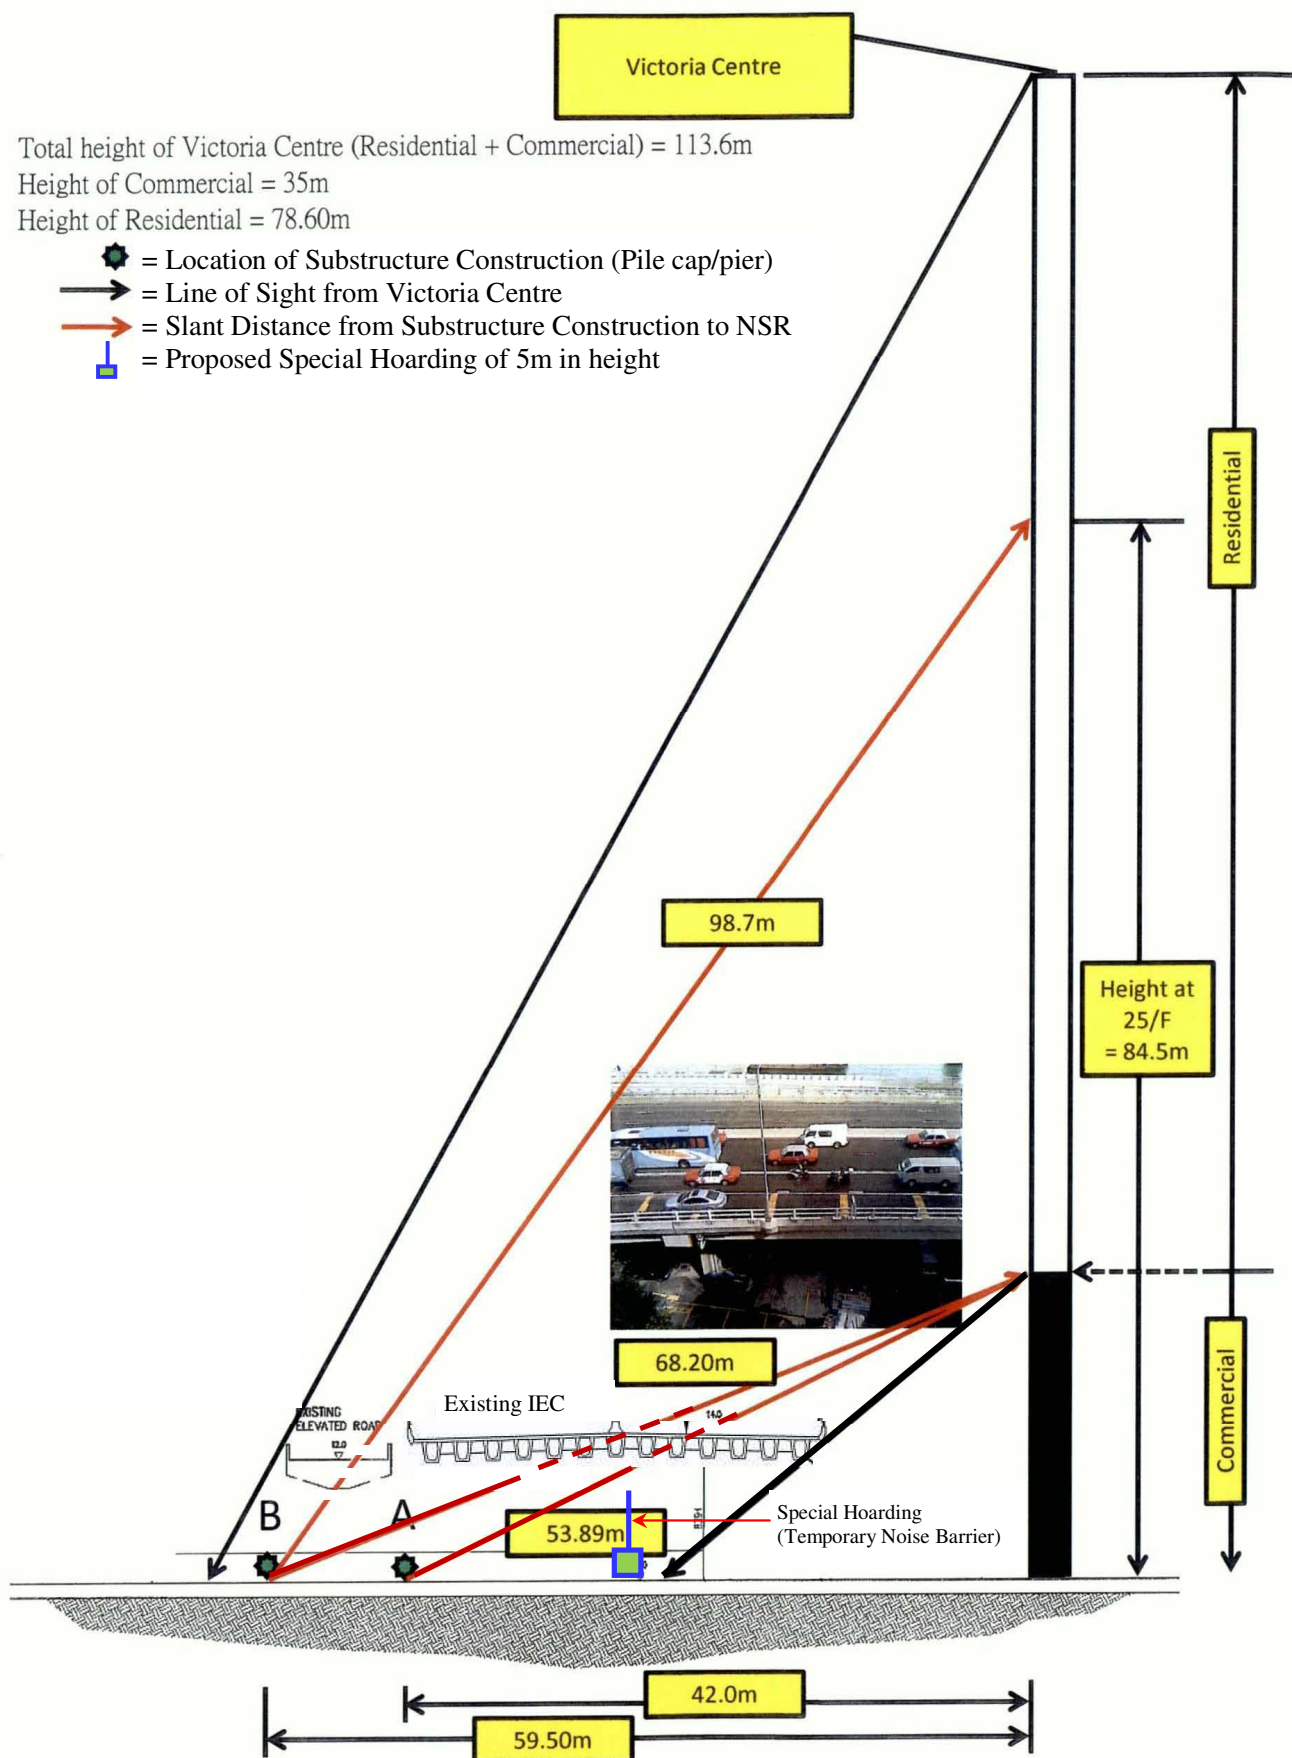 Victoria Centre
Total height of Victoria Centre (Residential + Commercial) = 113.6m
Height of Commercial = 35m
Height of Residential = 78.60m
= Location of Substructure Construction (Pile cap/pier)
= Line of Sight from Victoria Centre
= Slant Distance from Substructure Construction to NSR
= Proposed Special Hoarding of 5m in height
Residential
98.7m
Height at
25/F
= 84.5m
68.20m
Commercial
Existing IEC
EXISTING
ELEVATED ROAD
14.0
B
A
53.89m
Special Hoarding
(Temporary Noise Barrier)
42.0m
59.50m